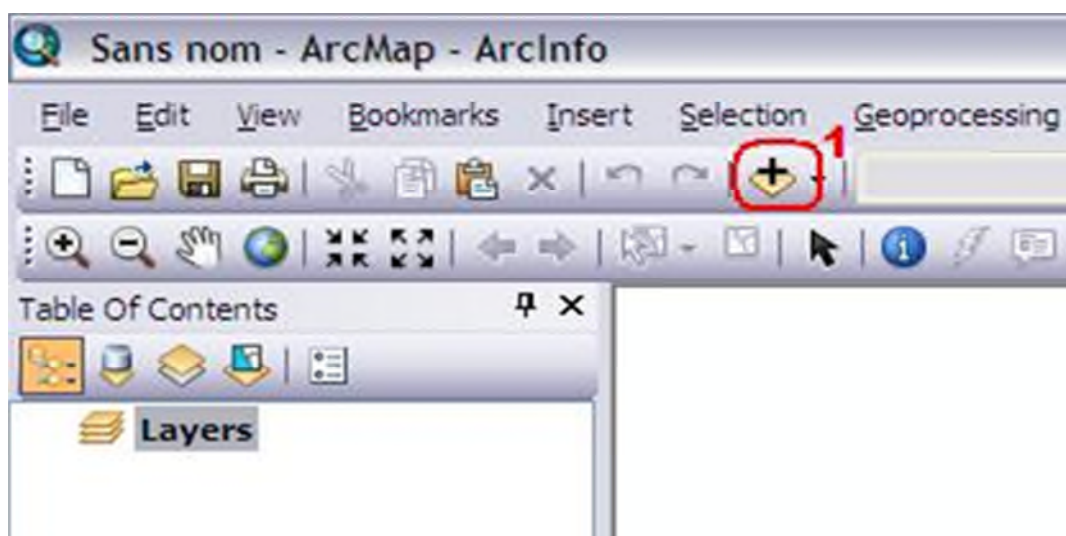 Sans nom - ArcMap - ArcInfo
File Edit View Bookmarks Insert Selection Geoprocessing
1
Table Of Contents
Layers